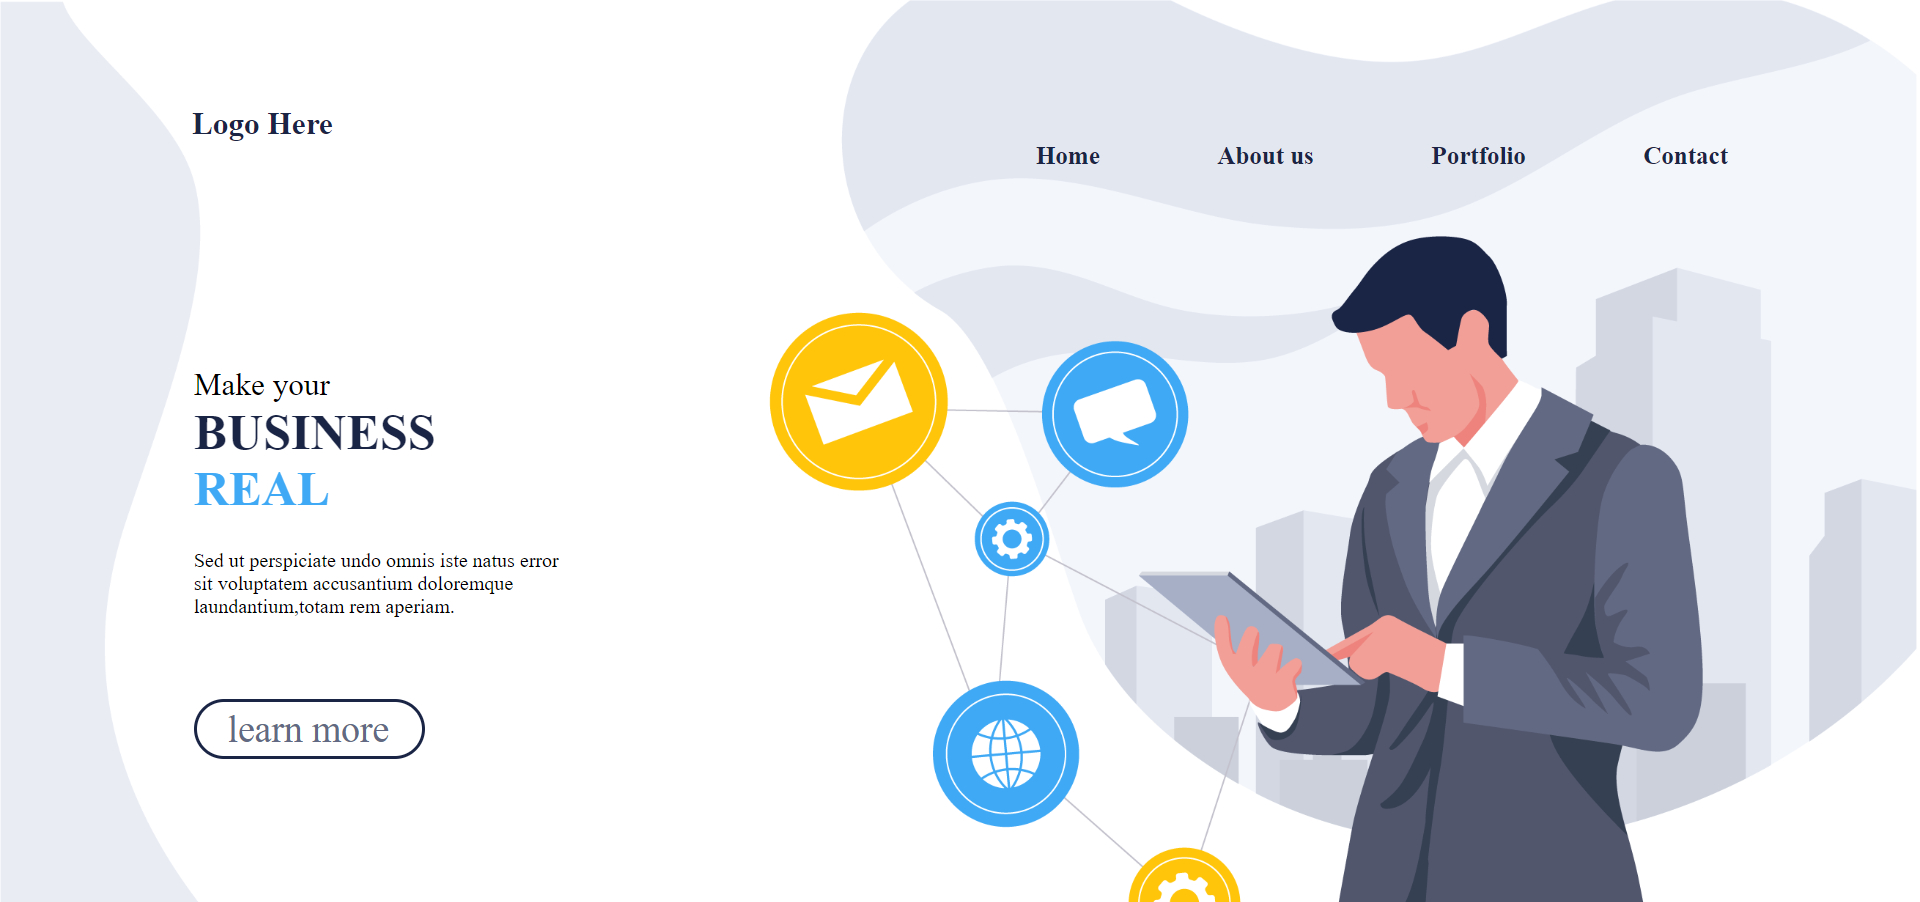 Logo Here
Home About us Portfolio Contact
Make your
BUSINESS
REAL
Sed ut perspiciate undo omnis iste natus error
sit voluptatem accusantium doloremque
laundantium,totam rem aperiam.
learn more